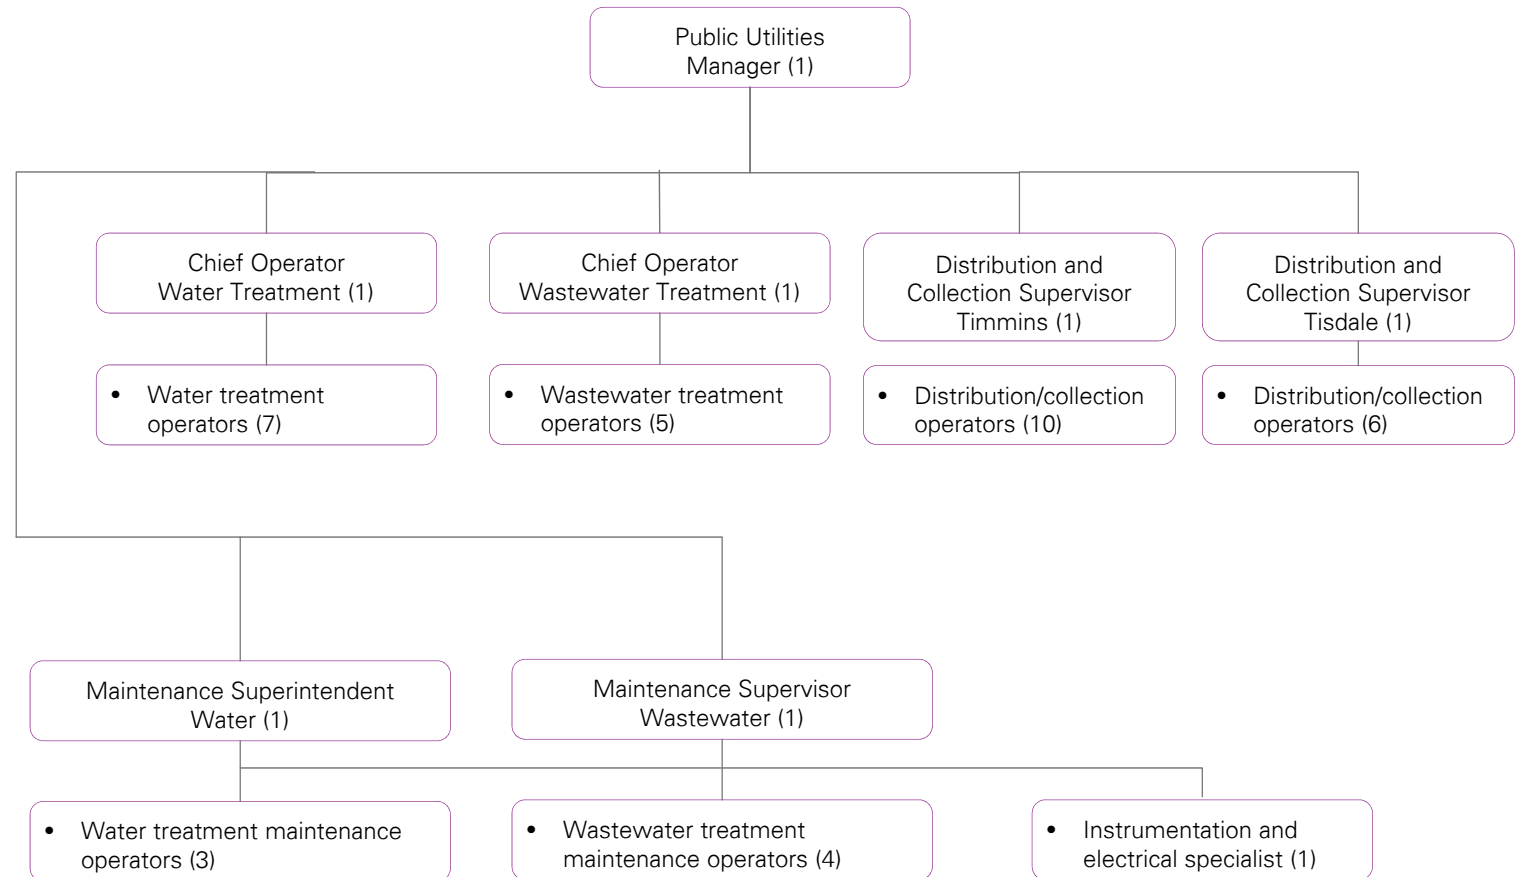 Public Utilities
Manager (1)
Chief Operator
Water Treatment (1)
Chief Operator
Wastewater Treatment (1)
Distribution and
Collection Supervisor
Timmins (1)
Distribution and
Collection Supervisor
Tisdale (1)
• Water treatment
operators (7)
• Wastewater treatment
operators (5)
• Distribution/collection
operators (10)
• Distribution/collection
operators (6)
Maintenance Superintendent
Water (1)
Maintenance Supervisor
Wastewater (1)
• Water treatment maintenance
operators (3)
• Wastewater treatment
maintenance operators (4)
• Instrumentation and
electrical specialist (1)